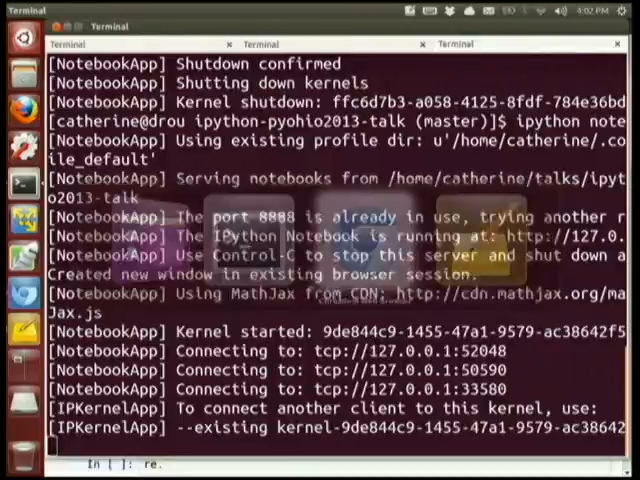 Terminal
4:02 PM
Terminal
Terminal x
Terminal x
Terminal x
[NotebookApp] Shutdown confirmed
[NotebookApp] Shutting down kernels
[NotebookApp] Kernel shutdown: ffc6d7b3-a058-4125-8fdf-784e36bd
[catherine@drou ipython-pyohio2013-talk (master)]$ ipython note
[NotebookApp] Using existing profile dir: u'/home/catherine/.co
ile_default'
[NotebookApp] Serving notebooks from /home/catherine/talks/ipyt
o2013-talk
[NotebookApp] The port 8888 is already in use, trying another r
[NotebookApp] The IPython Notebook is running at: http://127.0.
[NotebookApp] Use Control-C to stop this server and shut down a
Created new window in existing browser session.
[NotebookApp] Using MathJax from CDN: http://cdn.mathjax.org/ma
Jax.js
[NotebookApp] Kernel started: 9de844c9-1455-47a1-9579-ac38642f5
[NotebookApp] Connecting to: tcp://127.0.0.1:52048
[NotebookApp] Connecting to: tcp://127.0.0.1:50590
[NotebookApp] Connecting to: tcp://127.0.0.1:33580
[IPKernelApp] To connect another client to this kernel, use:
[IPKernelApp] --existing kernel-9de844c9-1455-47a1-9579-ac38642
In [ ]: re.